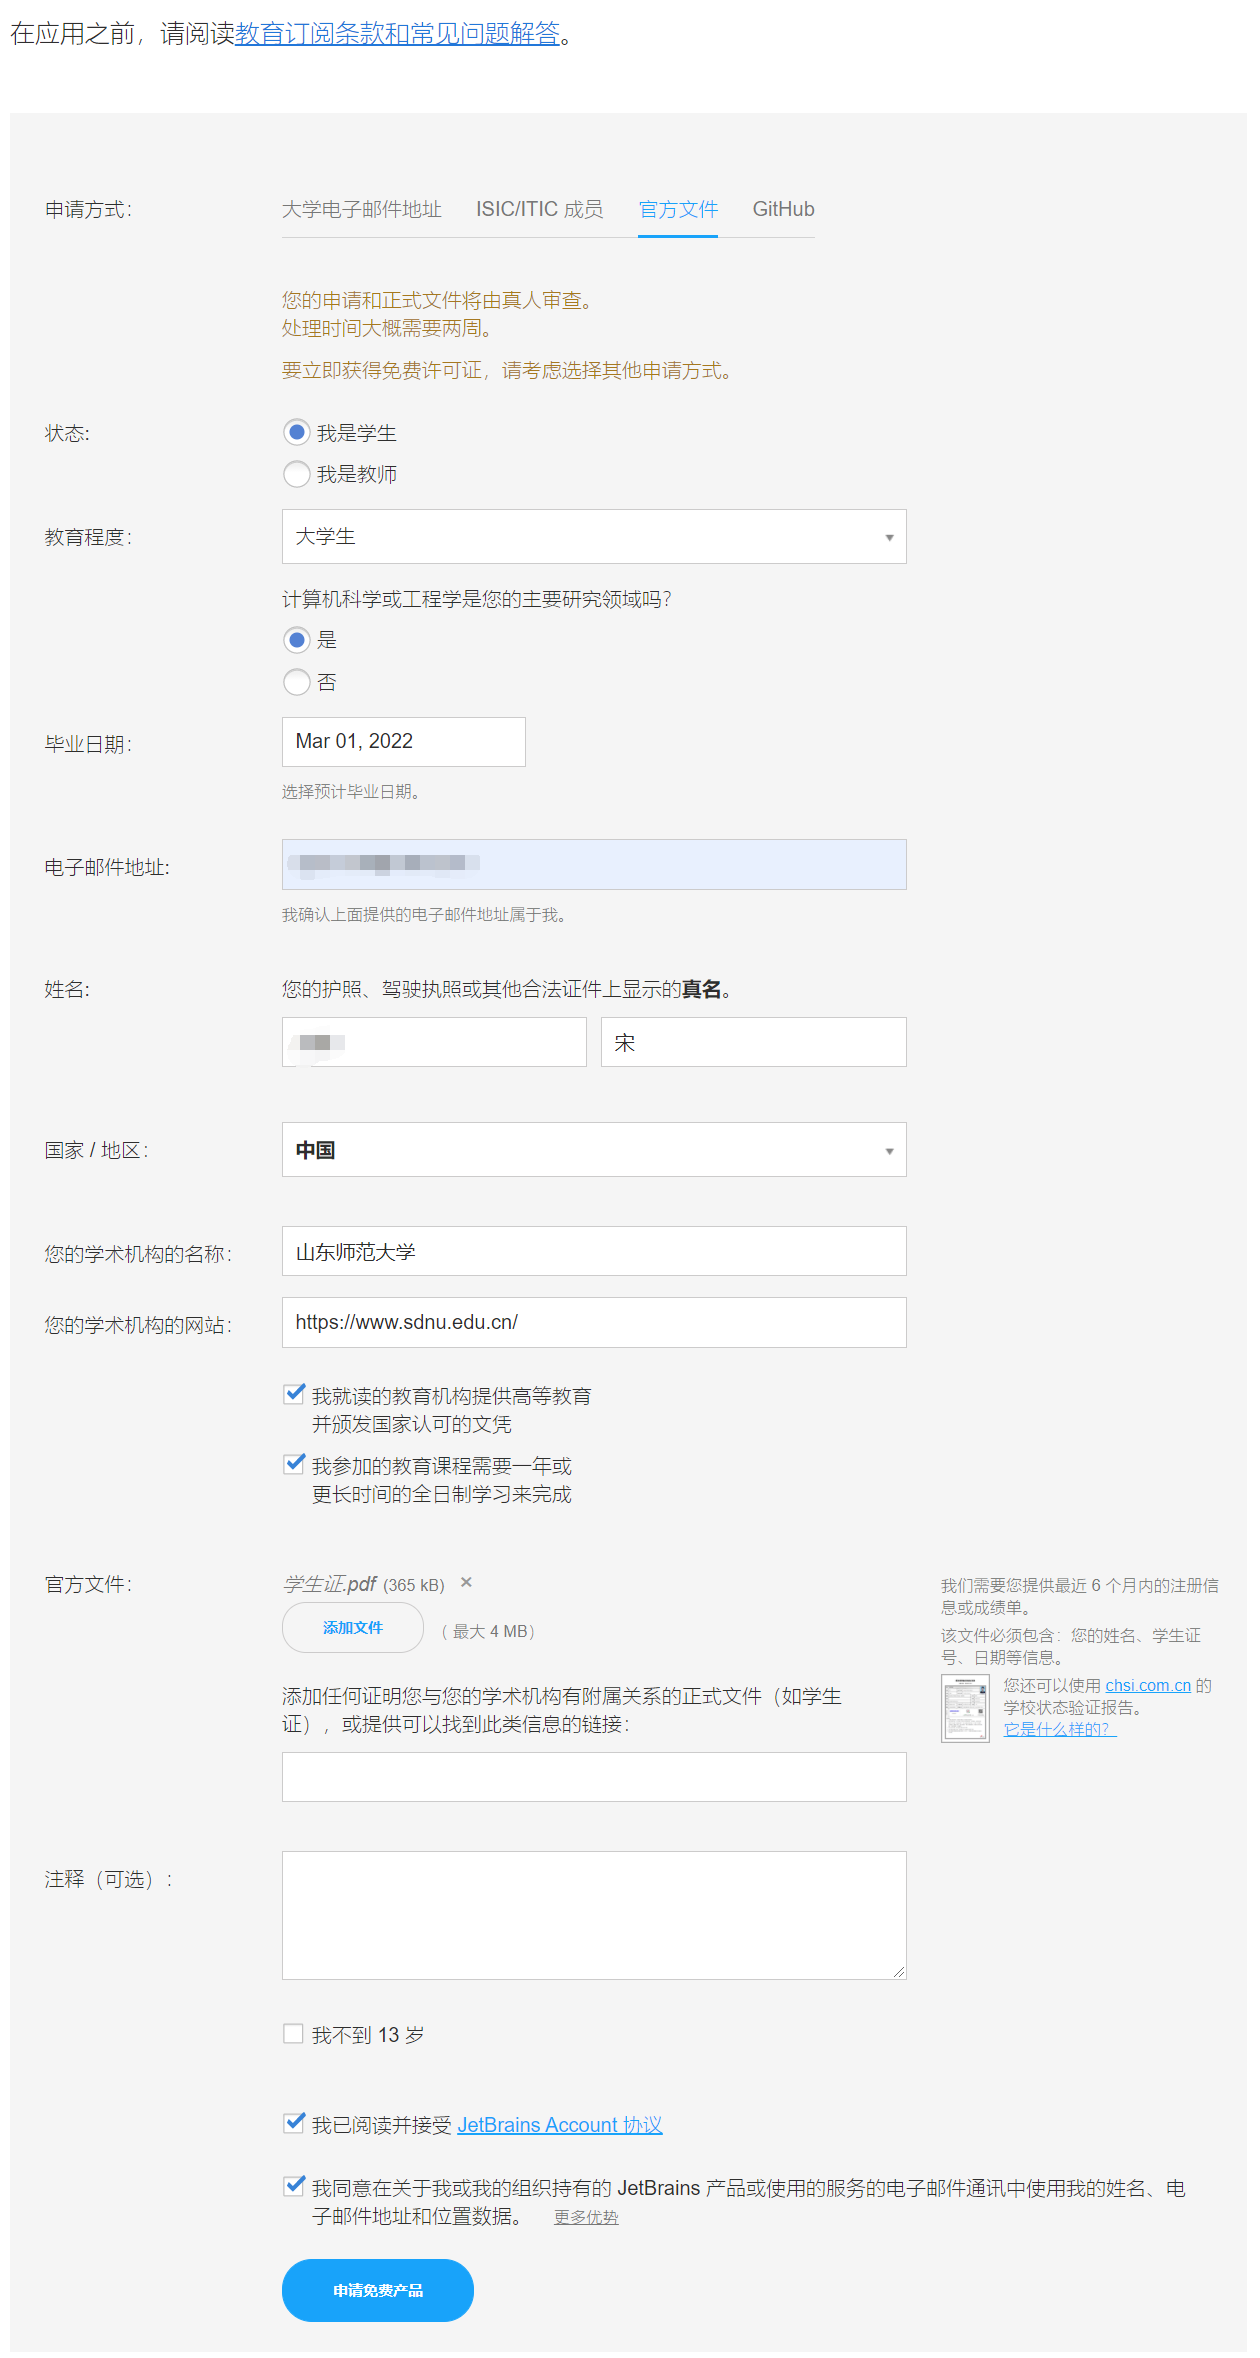 在应用之前，请阅读教育订阅条款和常见问题解答。
申请方式：
大学电子邮件地址 ISIC/ITIC 成员 官方文件 GitHub
您的申请和正式文件将由真人审查。
处理时间大概需要两周。
要立即获得免费许可证，请考虑选择其他申请方式。
状态:
我是学生
我是教师
教育程度：
大学生
计算机科学或工程学是您的主要研究领域吗？
是
否
毕业日期：
Mar 01, 2022
选择预计毕业日期。
电子邮件地址:
我确认上面提供的电子邮件地址属于我。
姓名:
您的护照、驾驶执照或其他合法证件上显示的真名。
宋
国家 / 地区：
中国
您的学术机构的名称：
山东师范大学
您的学术机构的网站：
https://www.sdnu.edu.cn/
我就读的教育机构提供高等教育
并颁发国家认可的文凭
我参加的教育课程需要一年或
更长时间的全日制学习来完成
官方文件：
学生证.pdf (365 kB) ×
添加文件 （ 最大 4 MB）
添加任何证明您与您的学术机构有附属关系的正式文件（如学生
证），或提供可以找到此类信息的链接：
我们需要您提供最近 6 个月内的注册信
息或成绩单。
该文件必须包含：您的姓名、学生证
号、日期等信息。
您还可以使用 chsi.com.cn 的
学校状态验证报告。
它是什么样的？
注释（可选）：
我不到 13 岁
我已阅读并接受 JetBrains Account 协议
我同意在关于我或我的组织持有的 JetBrains 产品或使用的服务的电子邮件通讯中使用我的姓名、电
子邮件地址和位置数据。 更多优势
申请免费产品